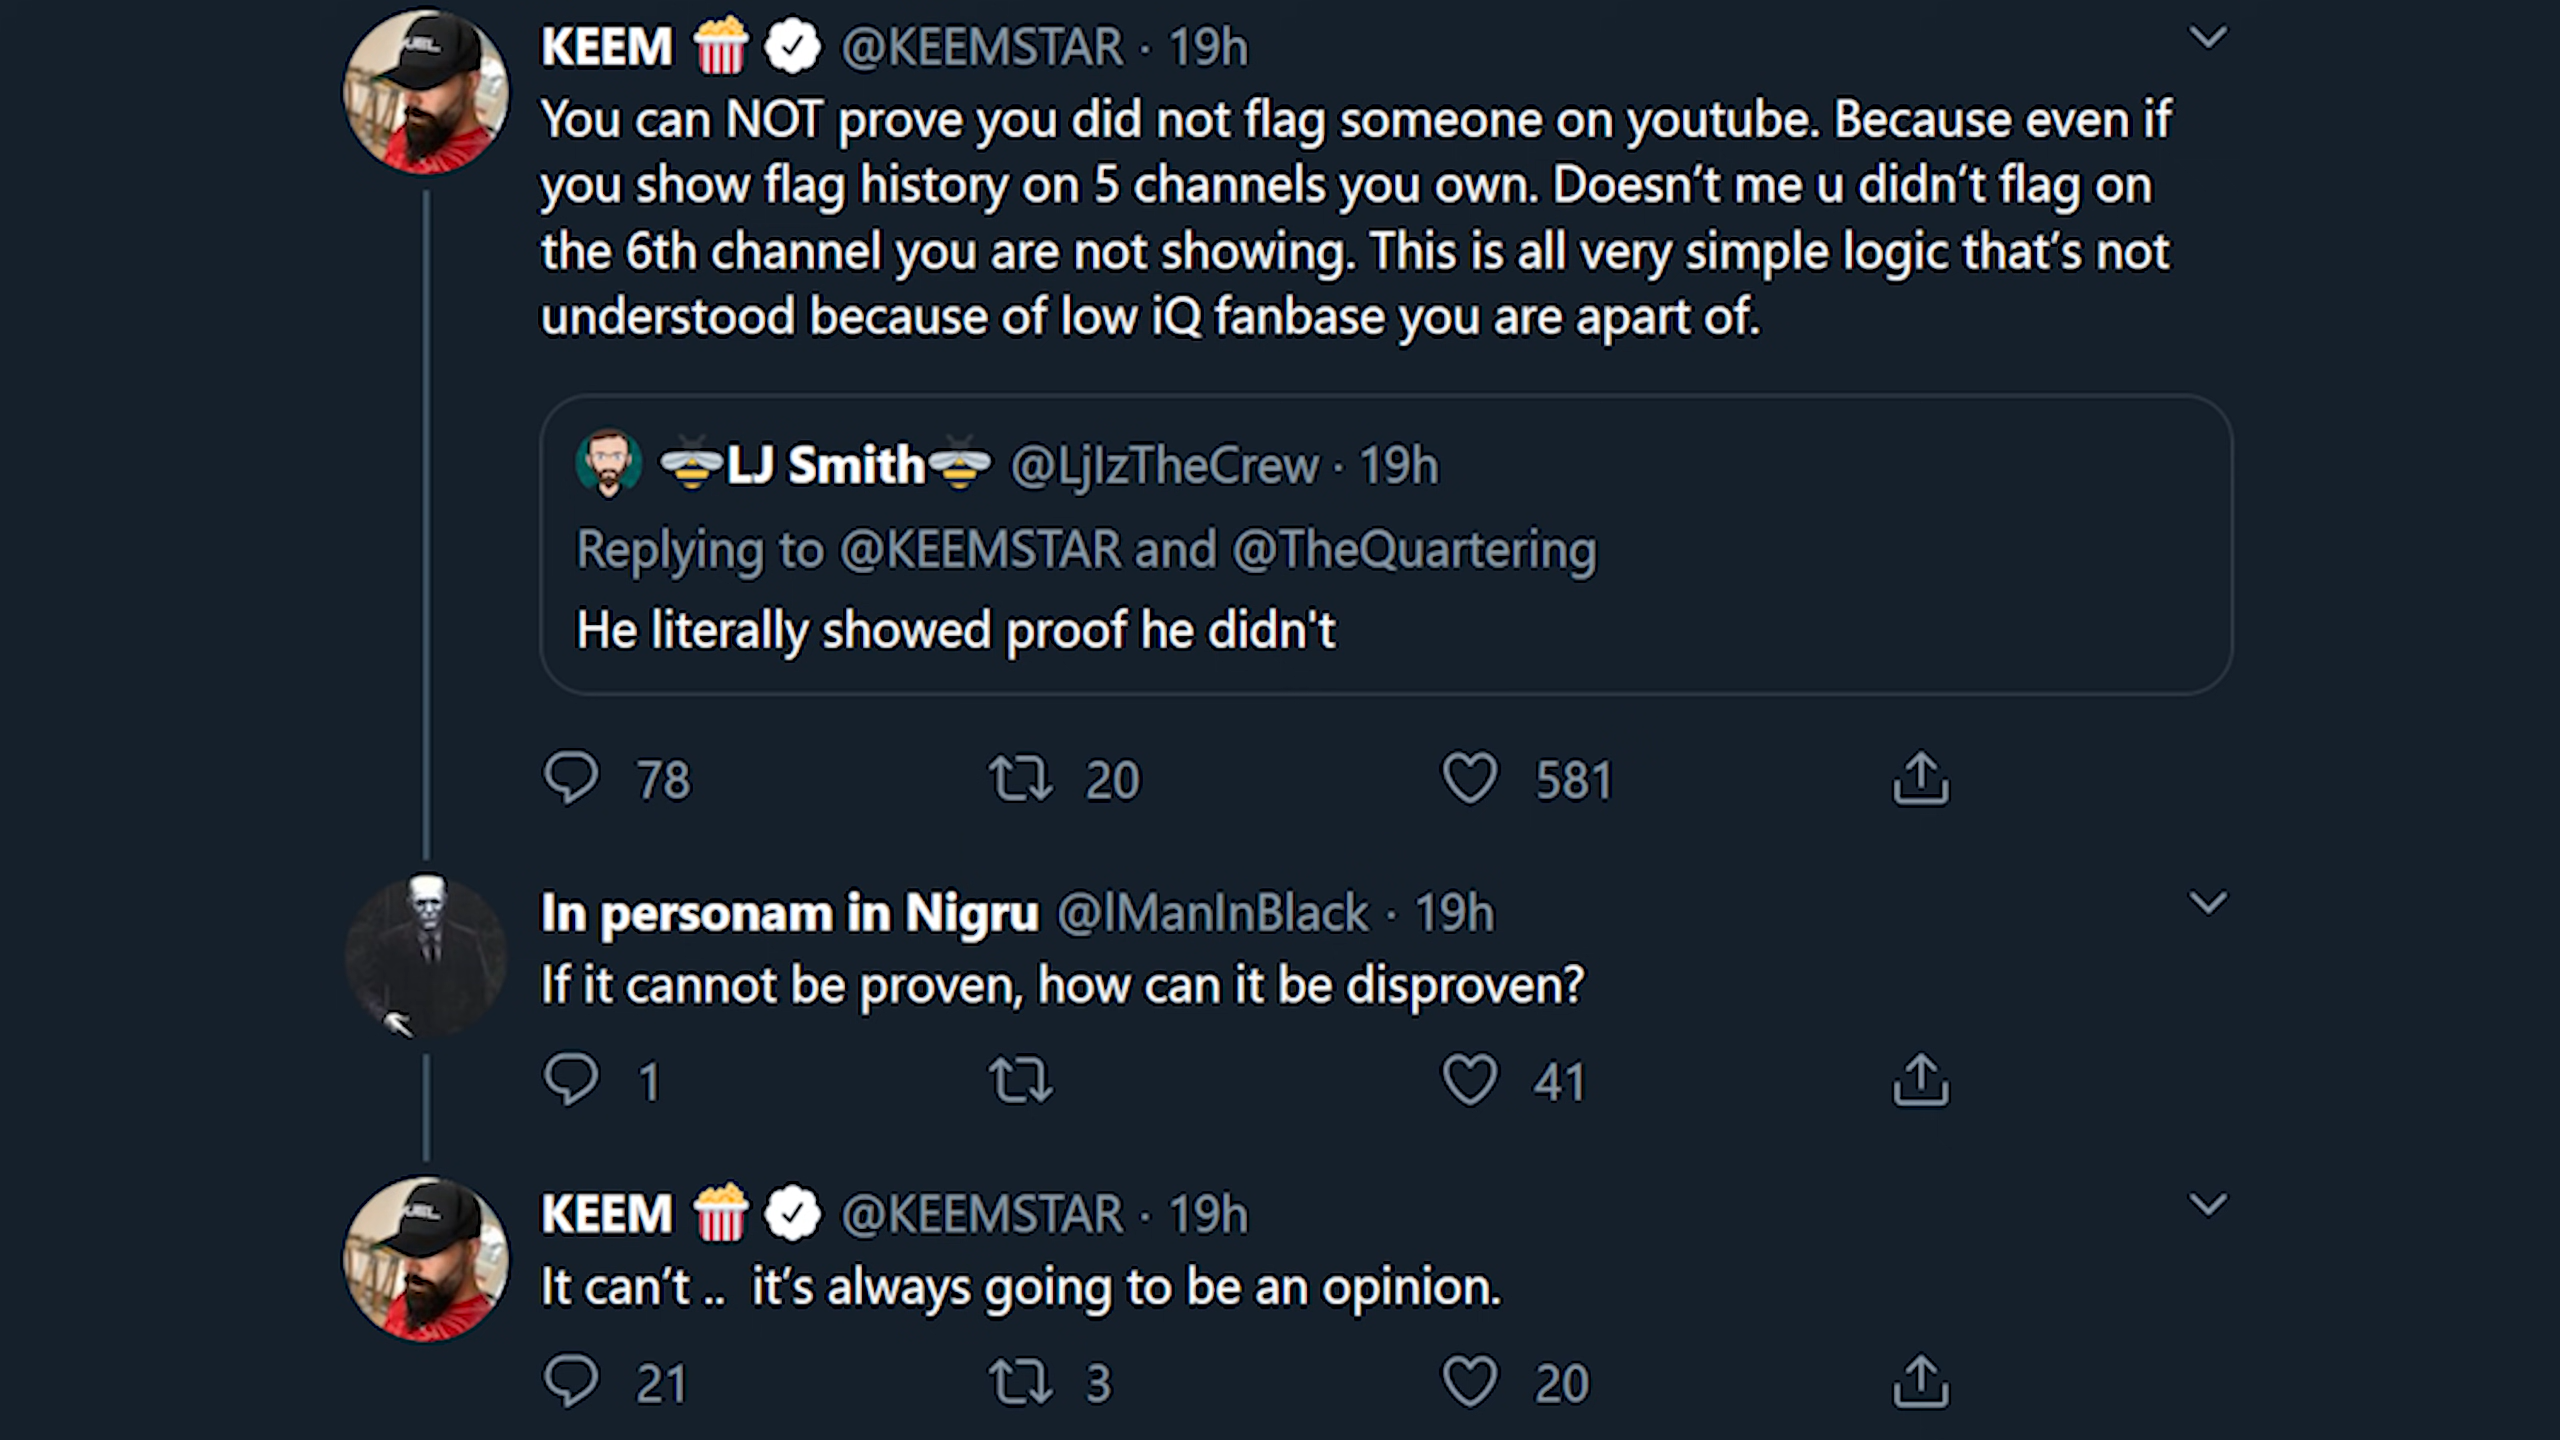 KEEM 🍿 @KEEMSTAR · 19h
You can NOT prove you did not flag someone on youtube. Because even if
you show flag history on 5 channels you own. Doesn’t me u didn’t flag on
the 6th channel you are not showing. This is all very simple logic that’s not
understood because of low iQ fanbase you are apart of.
🐝LJ Smith🐝 @LjIzTheCrew · 19h
Replying to @KEEMSTAR and @TheQuartering
He literally showed proof he didn't
78 20 581
In personam in Nigru @IManInBlack · 19h
If it cannot be proven, how can it be disproven?
1 41
KEEM 🍿 @KEEMSTAR · 19h
It can’t .. it’s always going to be an opinion.
21 3 20